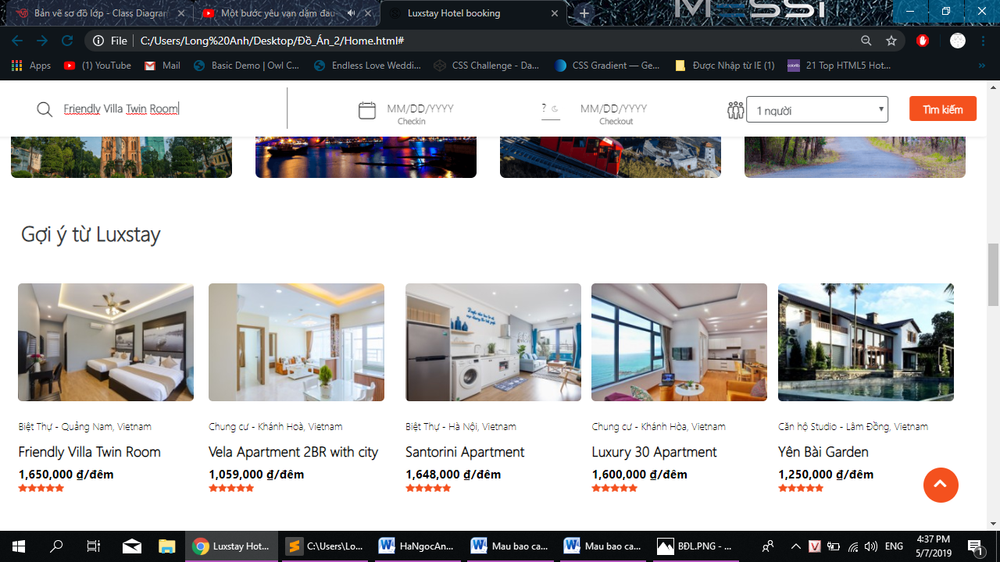 MESSI
Bản vẽ sơ đồ lớp - Class Diagram
Một bước yêu vạn dặm đau
Luxstay Hotel booking
File
C:/Users/Long%20Anh/Desktop/Đồ_Án_2/Home.html#
Apps
(1) YouTube
Mail
Basic Demo | Owl C...
Endless Love Weddi...
CSS Challenge - Da...
CSS Gradient — Ge...
Được Nhập từ IE (1)
21 Top HTML5 Hot...
»
Friendly Villa Twin Room
MM/DD/YYYY
Checkin
?
MM/DD/YYYY
Checkout
1 người
Tìm kiếm
Gợi ý từ Luxstay
Biệt Thự - Quảng Nam, Vietnam
Friendly Villa Twin Room
1,650,000 ₫/đêm
Chung cư - Khánh Hoà, Vietnam
Vela Apartment 2BR with city
1,059,000 ₫/đêm
Biệt Thự - Hà Nội, Vietnam
Santorini Apartment
1,648,000 ₫/đêm
Chung cư - Khánh Hòa, Vietnam
Luxury 30 Apartment
1,600,000 ₫/đêm
Căn hộ Studio - Lâm Đồng, Vietnam
Yên Bài Garden
1,250,000 ₫/đêm
Luxstay Hot...
C:\Users\Lo...
HaNgocAn...
Mau bao ca...
Mau bao ca...
BĐL.PNG - ...
ENG
4:37 PM
5/7/2019
1